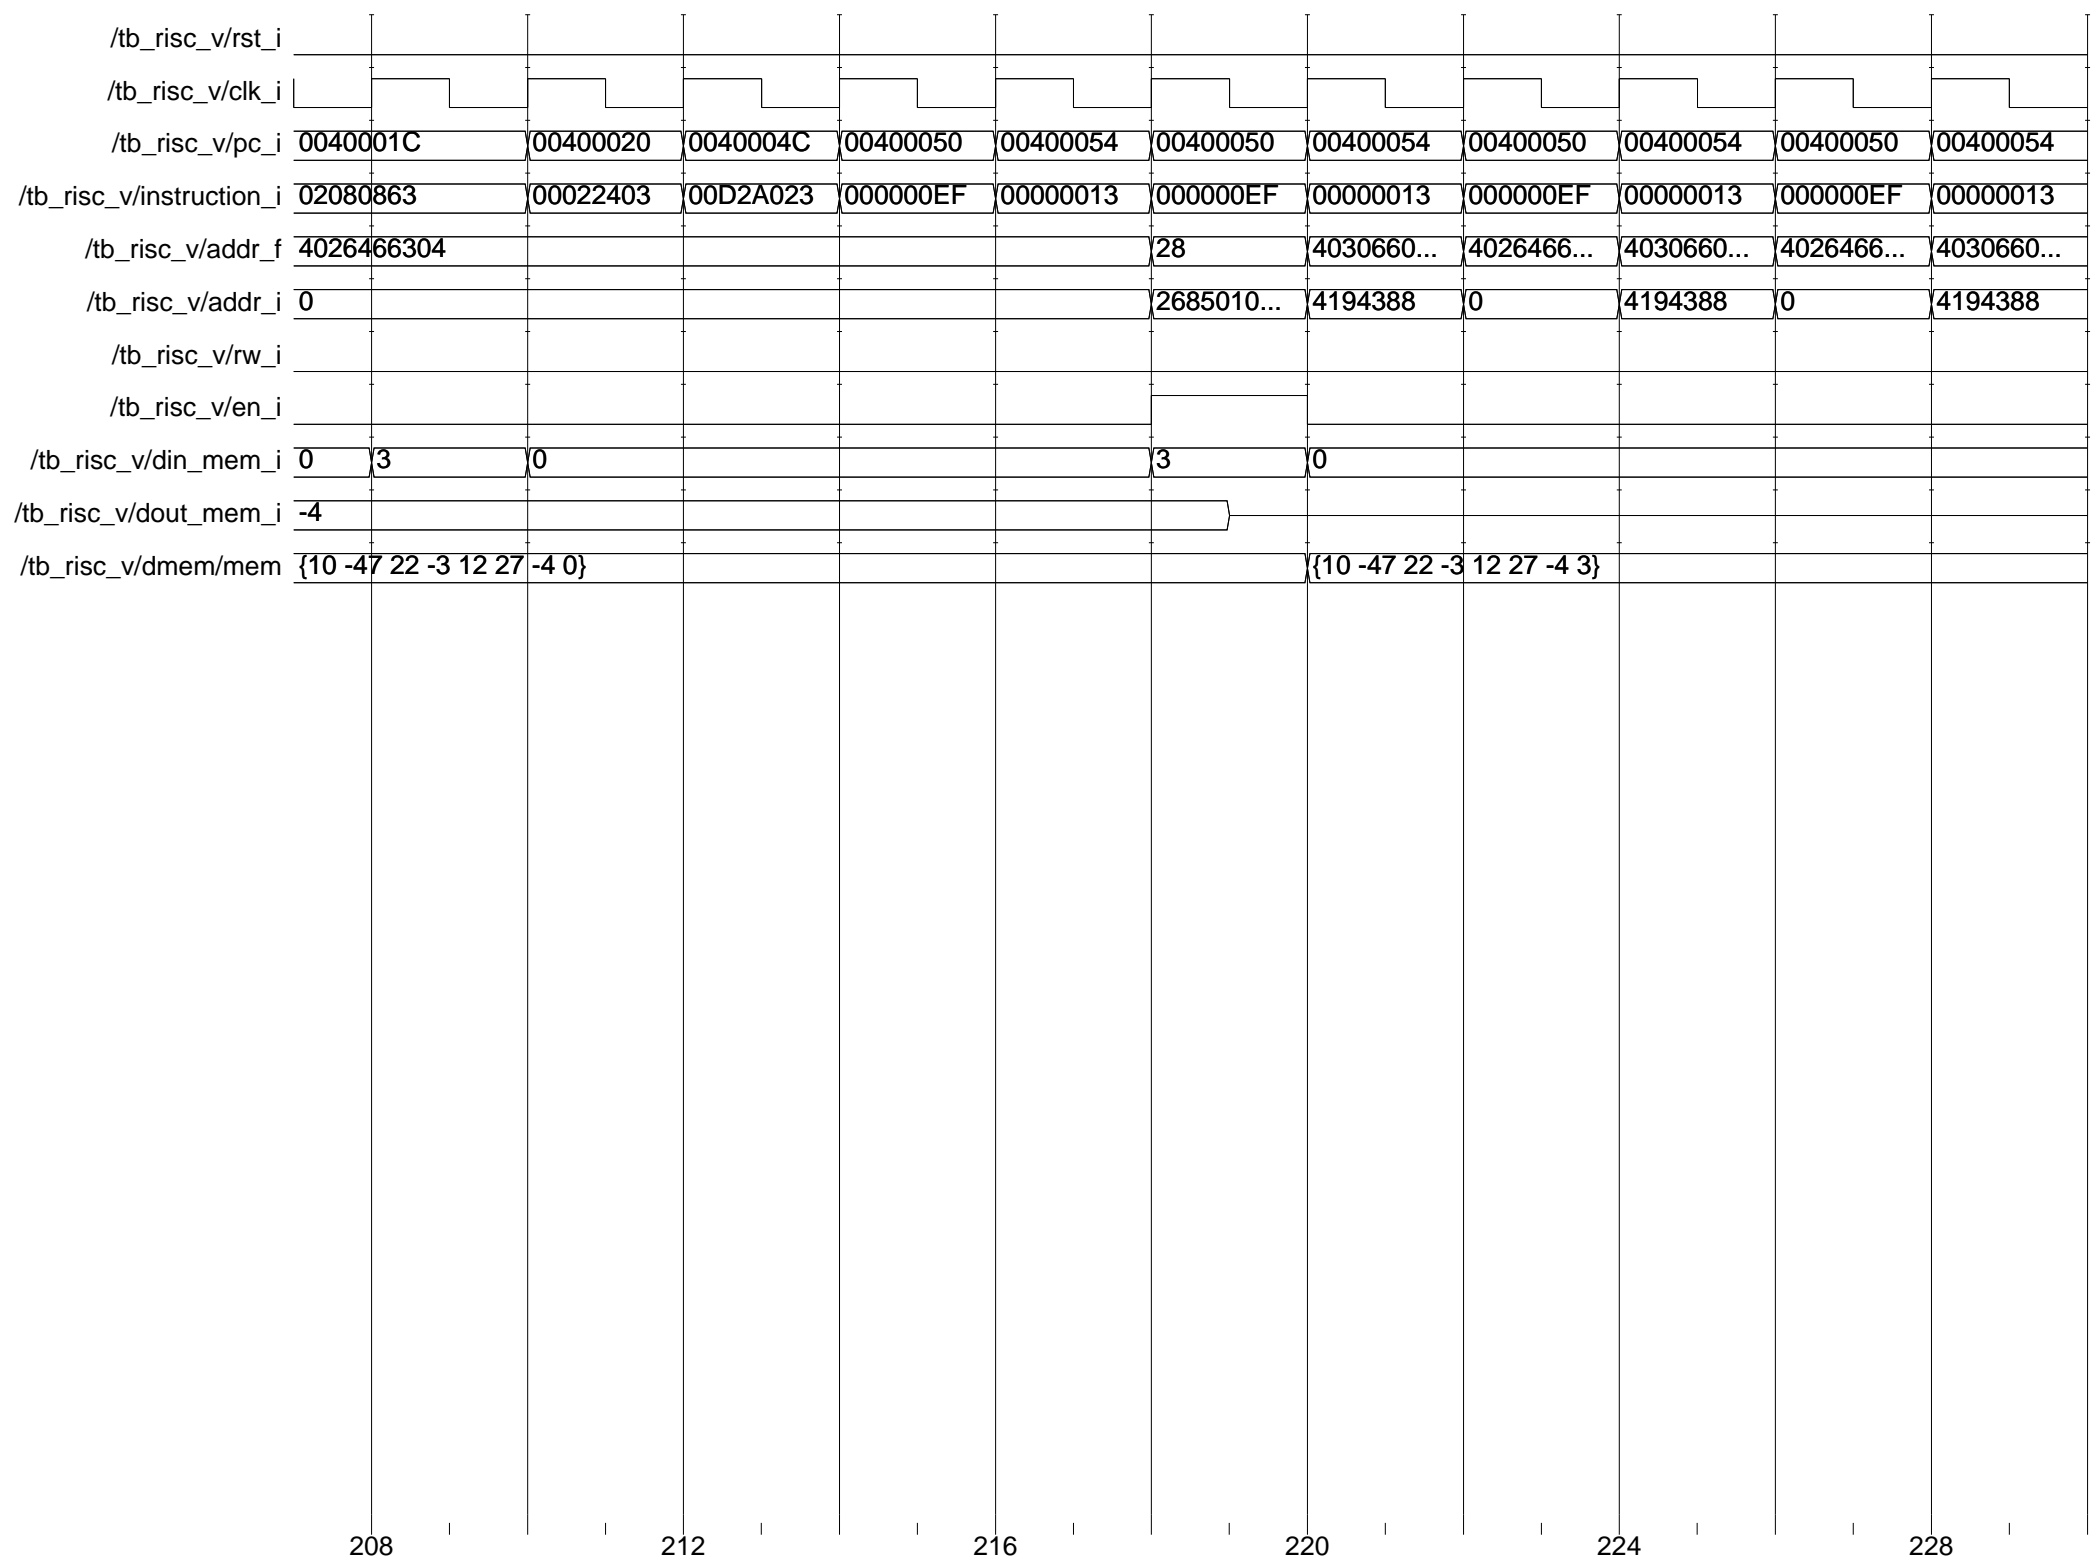 /tb_risc_v/rst_i
/tb_risc_v/clk_i
/tb_risc_v/pc_i 0040001C 00400020 0040004C 00400050 00400054 00400050 00400054 00400050 00400054 00400050 00400054
/tb_risc_v/instruction_i 02080863 00022403 00D2A023 000000EF 00000013 000000EF 00000013 000000EF 00000013 000000EF 00000013
/tb_risc_v/addr_f 4026466304 28 4030660... 4026466... 4030660... 4026466... 4030660...
/tb_risc_v/addr_i 0 2685010... 4194388 0 4194388 0 4194388
/tb_risc_v/rw_i
/tb_risc_v/en_i
/tb_risc_v/din_mem_i 0 3 0 3 0
/tb_risc_v/dout_mem_i -4
/tb_risc_v/dmem/mem {10 -47 22 -3 12 27 -4 0} {10 -47 22 -3 12 27 -4 3}
208 212 216 220 224 228